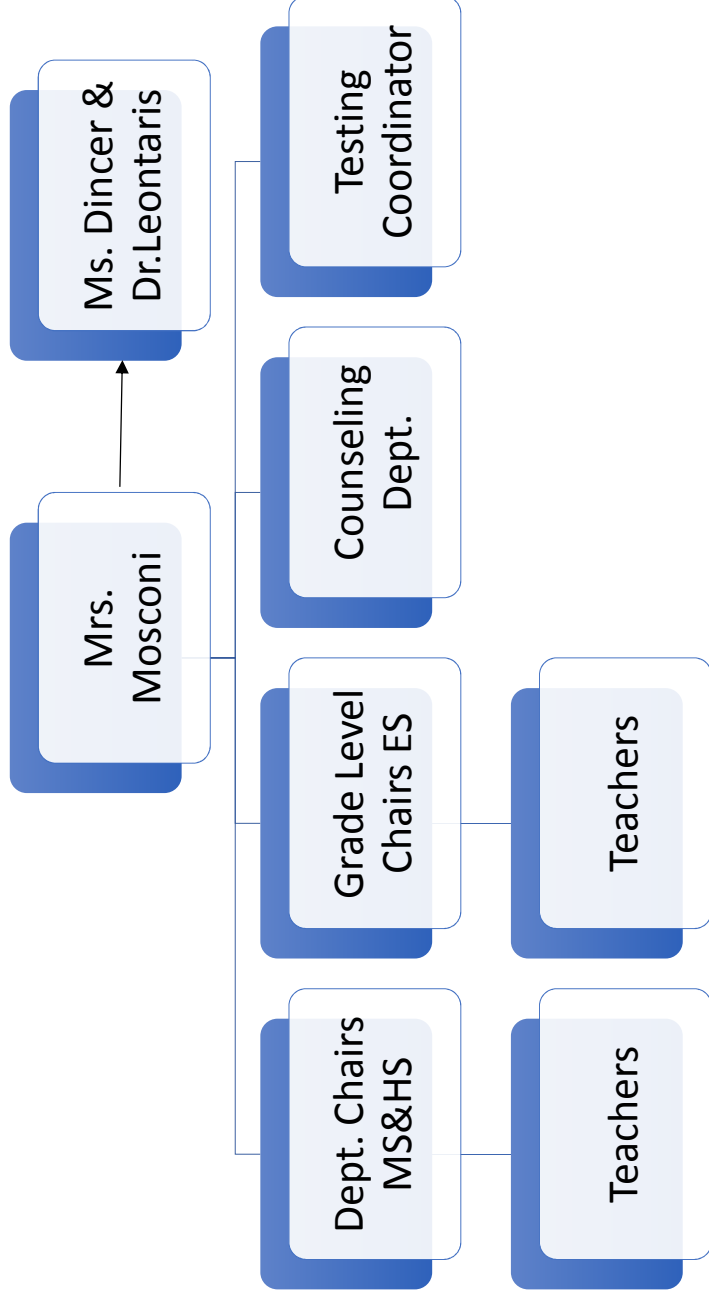 Mrs.
Mosconi
Ms. Dincer &
Dr.Leontaris
Dept. Chairs
MS&HS
Grade Level
Chairs ES
Counseling
Dept.
Testing
Coordinator
Teachers
Teachers